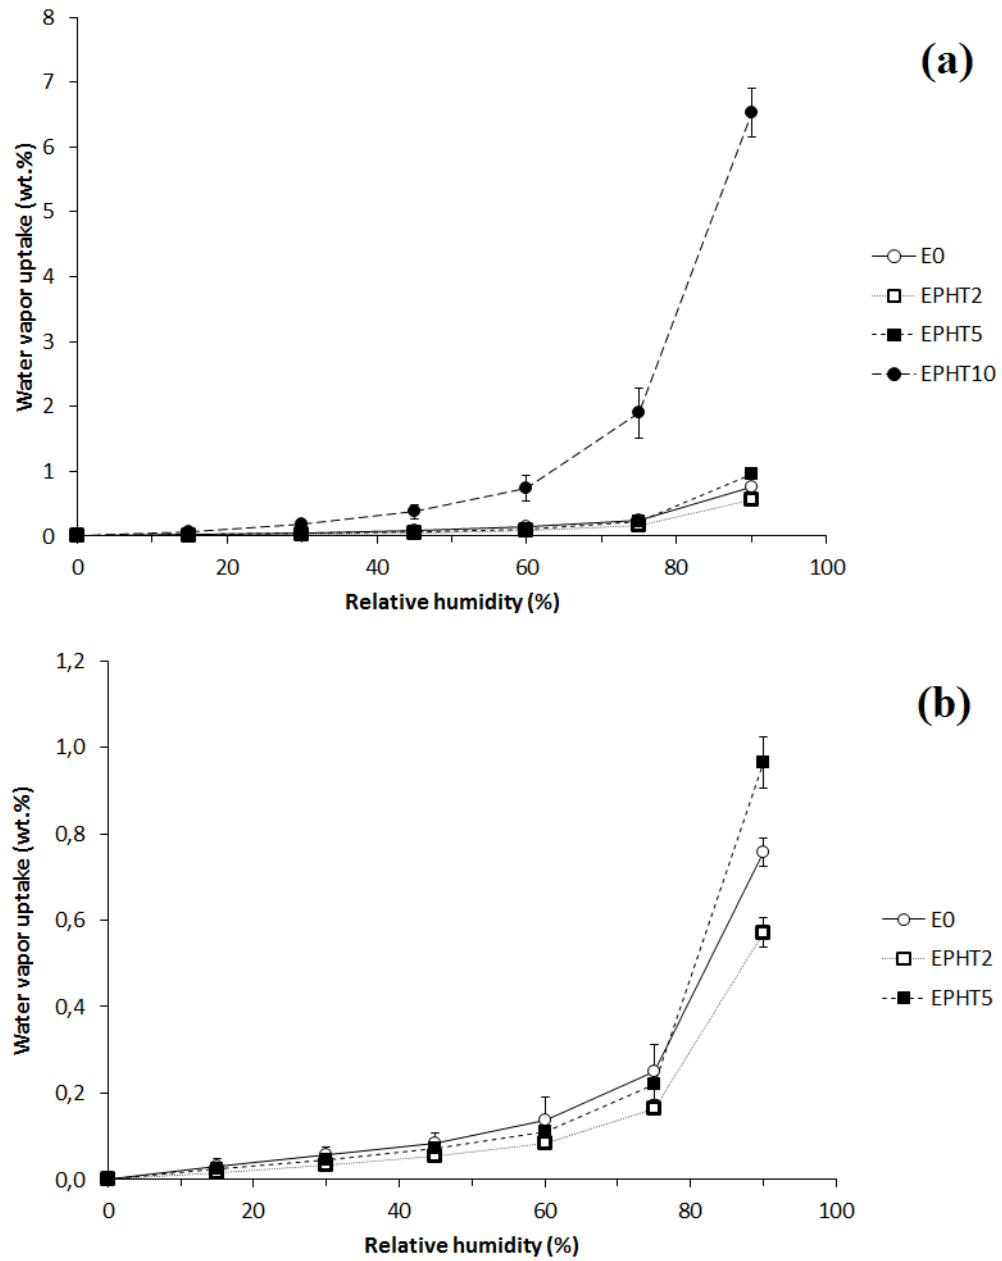 8
7
6
5
4
3
2
1
0
Water vapor uptake (wt.%)
(a)
E0
EPHT2
EPHT5
EPHT10
0 20 40 60 80 100
Relative humidity (%)
1,2
1,0
0,8
0,6
0,4
0,2
0,0
Water vapor uptake (wt.%)
(b)
E0
EPHT2
EPHT5
0 20 40 60 80 100
Relative humidity (%)